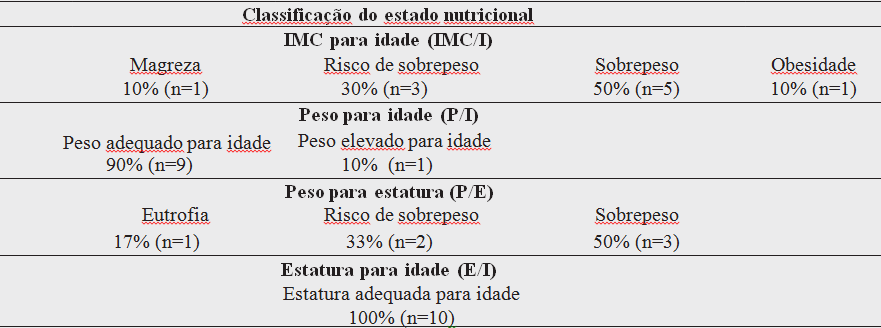 Classificação do estado nutricional
IMC para idade (IMC/I)
Magreza Risco de sobrepeso Sobrepeso Obesidade
10% (n=1) 30% (n=3) 50% (n=5) 10% (n=1)
Peso para idade (P/I)
Peso adequado para idade Peso elevado para idade
90% (n=9) 10% (n=1)
Peso para estatura (P/E)
Eutrofia Risco de sobrepeso Sobrepeso
17% (n=1) 33% (n=2) 50% (n=3)
Estatura para idade (E/I)
Estatura adequada para idade
100% (n=10)